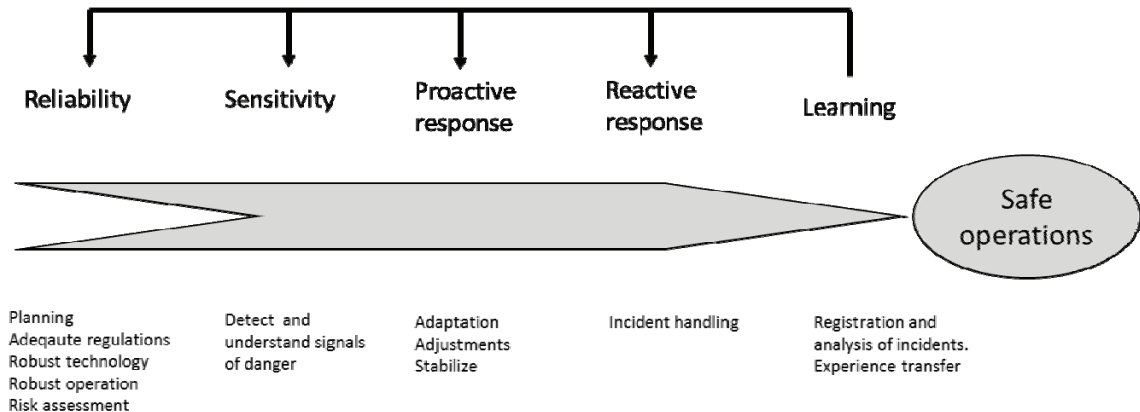 Reliability
Sensitivity
Proactive
response
Reactive
response
Learning
Safe
operations
Planning
Adeqaute regulations
Robust technology
Robust operation
Risk assessment
Detect and
understand signals
of danger
Adaptation
Adjustments
Stabilize
Incident handling
Registration and
analysis of incidents.
Experience transfer